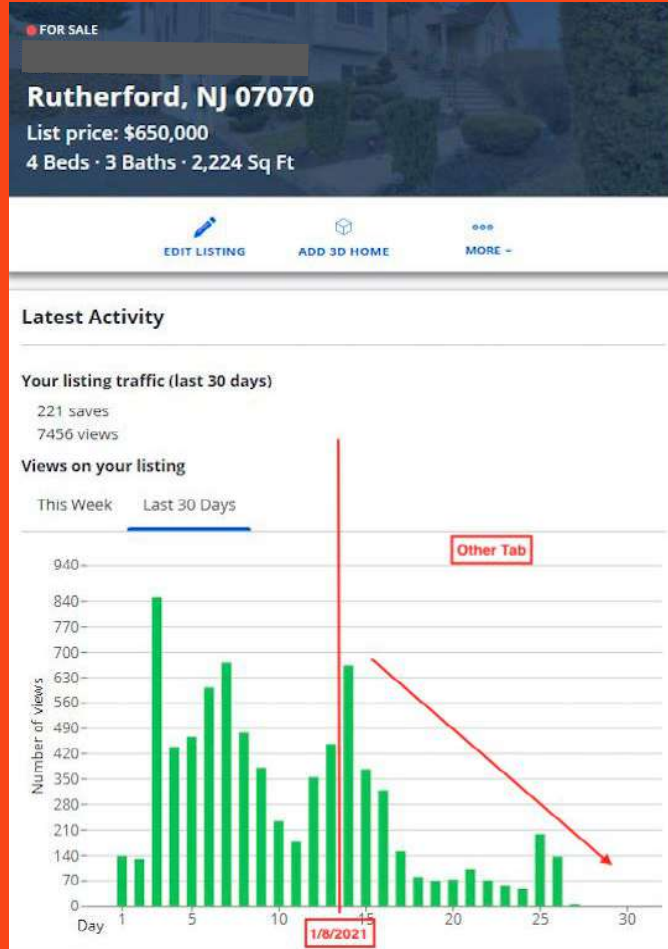 FOR SALE
Rutherford, NJ 07070
List price: $650,000
4 Beds · 3 Baths · 2,224 Sq Ft
EDIT LISTING ADD 3D HOME MORE
Latest Activity
Your listing traffic (last 30 days)
221 saves
7456 views
Views on your listing
This Week Last 30 Days
Other Tab
940
840
770
700
630
560
490
420
350
280
210
140
70
0
Number of views
Day 1 5 10 15 20 25 30
1/8/2021